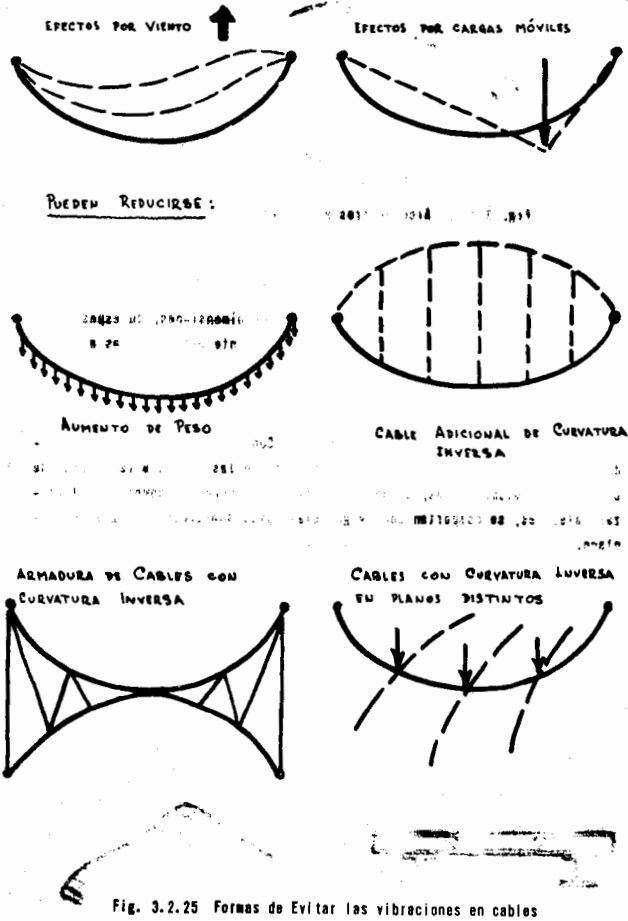 EFECTOS POR VIENTO
EFECTOS POR CARGAS MÓVILES
PUEDEN REDUCIRSE:
AUMENTO DE PESO
CABLE ADICIONAL DE CURVATURA
INVERSA
ARMADURA DE CABLES CON
CURVATURA INVERSA
CABLES CON CURVATURA INVERSA
EN PLANOS DISTINTOS
Fig. 3.2.25 Formas de Evitar las vibraciones en cables